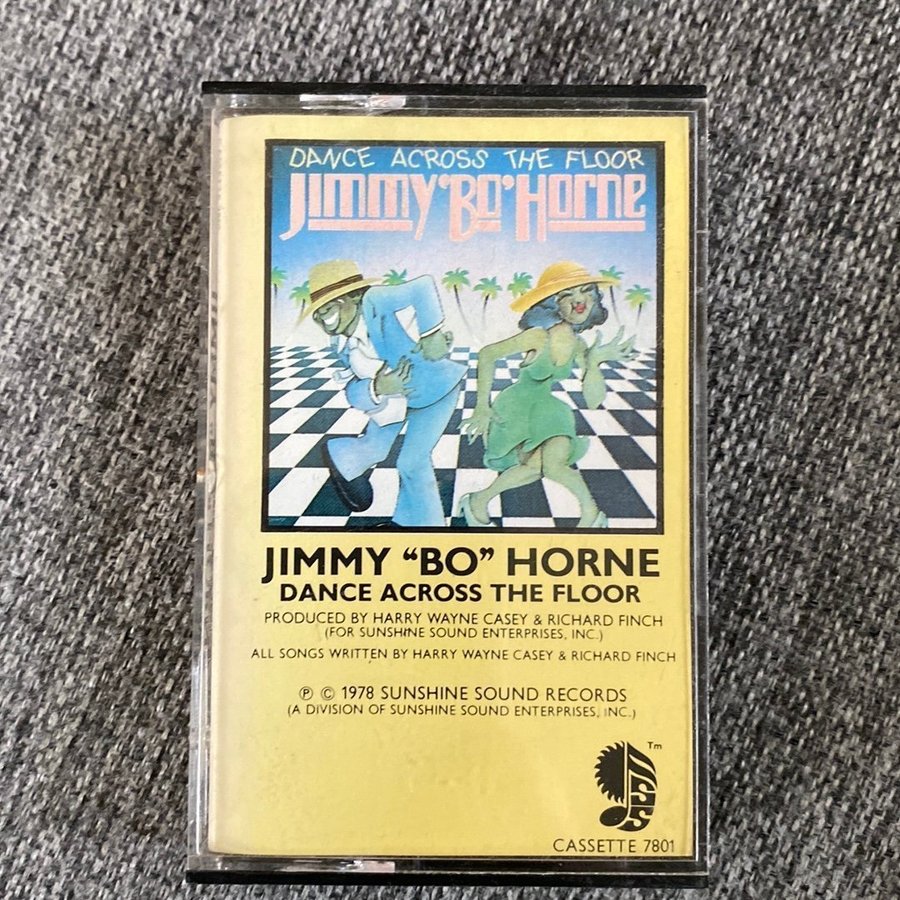 DANCE ACROSS THE FLOOR
Jimmy 'Bo' Horne
JIMMY “BO” HORNE
DANCE ACROSS THE FLOOR
PRODUCED BY HARRY WAYNE CASEY & RICHARD FINCH
(FOR SUNSHINE SOUND ENTERPRISES, INC.)
ALL SONGS WRITTEN BY HARRY WAYNE CASEY & RICHARD FINCH
℗ © 1978 SUNSHINE SOUND RECORDS
(A DIVISION OF SUNSHINE SOUND ENTERPRISES, INC.)
Tm
CASSETTE 7801